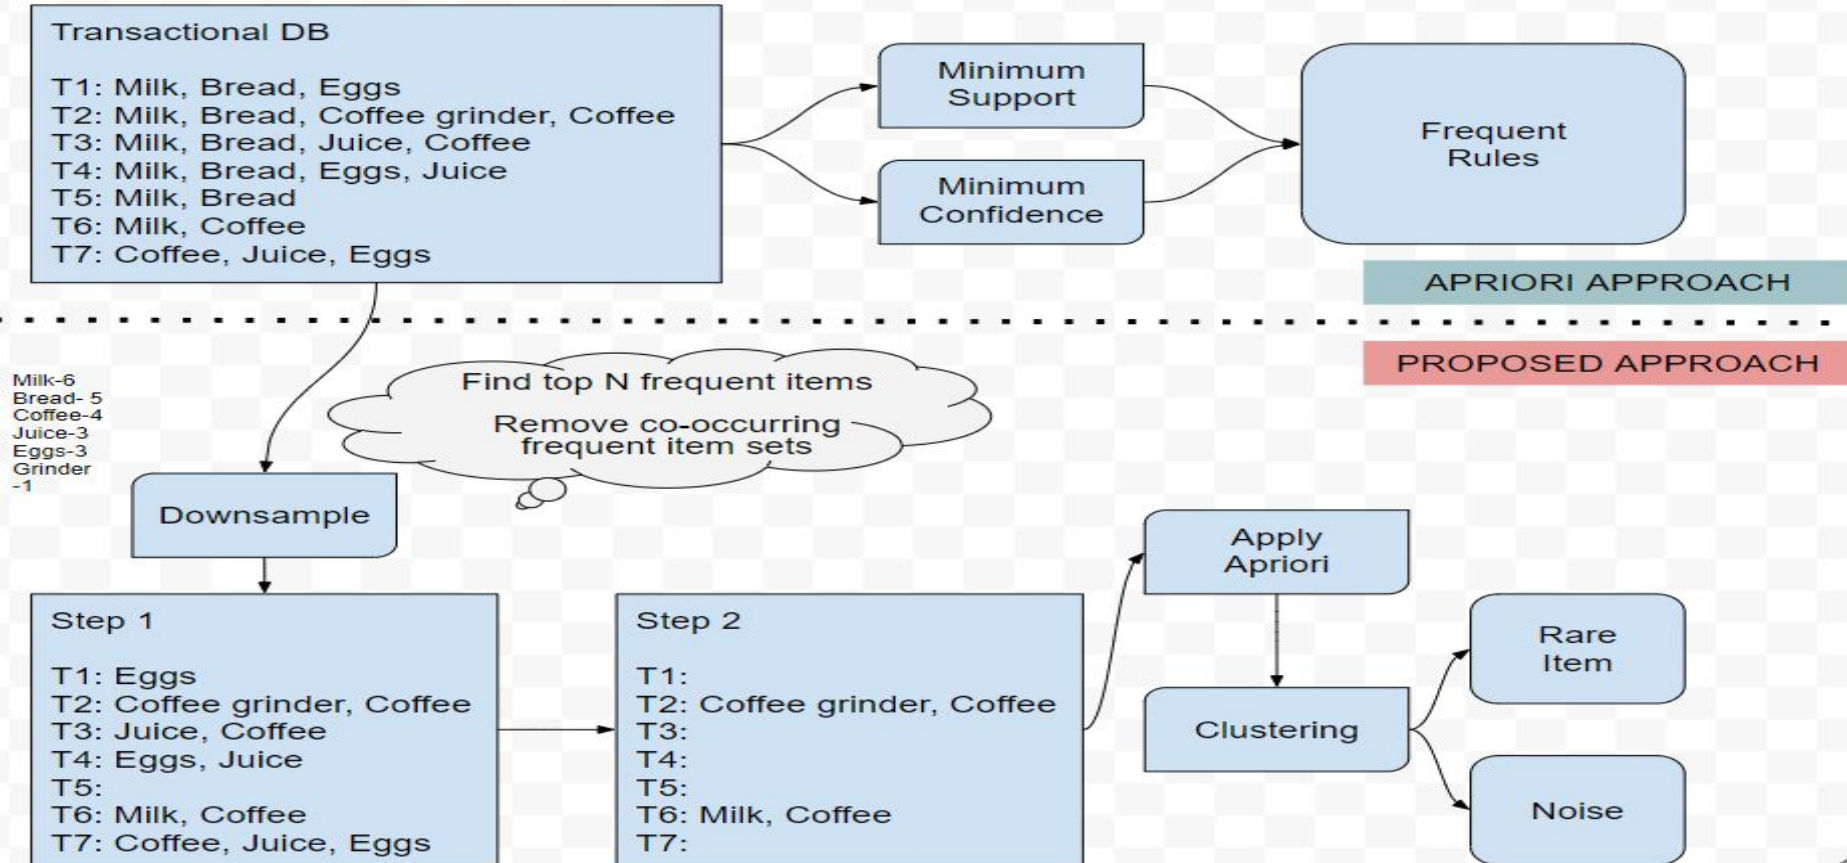 Transactional DB
T1: Milk, Bread, Eggs
T2: Milk, Bread, Coffee grinder, Coffee
T3: Milk, Bread, Juice, Coffee
T4: Milk, Bread, Eggs, Juice
T5: Milk, Bread
T6: Milk, Coffee
T7: Coffee, Juice, Eggs
Minimum
Support
Minimum
Confidence
Frequent
Rules
APRIORI APPROACH
PROPOSED APPROACH
Milk-6
Bread- 5
Coffee-4
Juice-3
Eggs-3
Grinder
-1
Find top N frequent items
Remove co-occurring
frequent item sets
Downsample
Step 1
T1: Eggs
T2: Coffee grinder, Coffee
T3: Juice, Coffee
T4: Eggs, Juice
T5:
T6: Milk, Coffee
T7: Coffee, Juice, Eggs
Step 2
T1:
T2: Coffee grinder, Coffee
T3:
T4:
T5:
T6: Milk, Coffee
T7:
Apply
Apriori
Clustering
Rare
Item
Noise